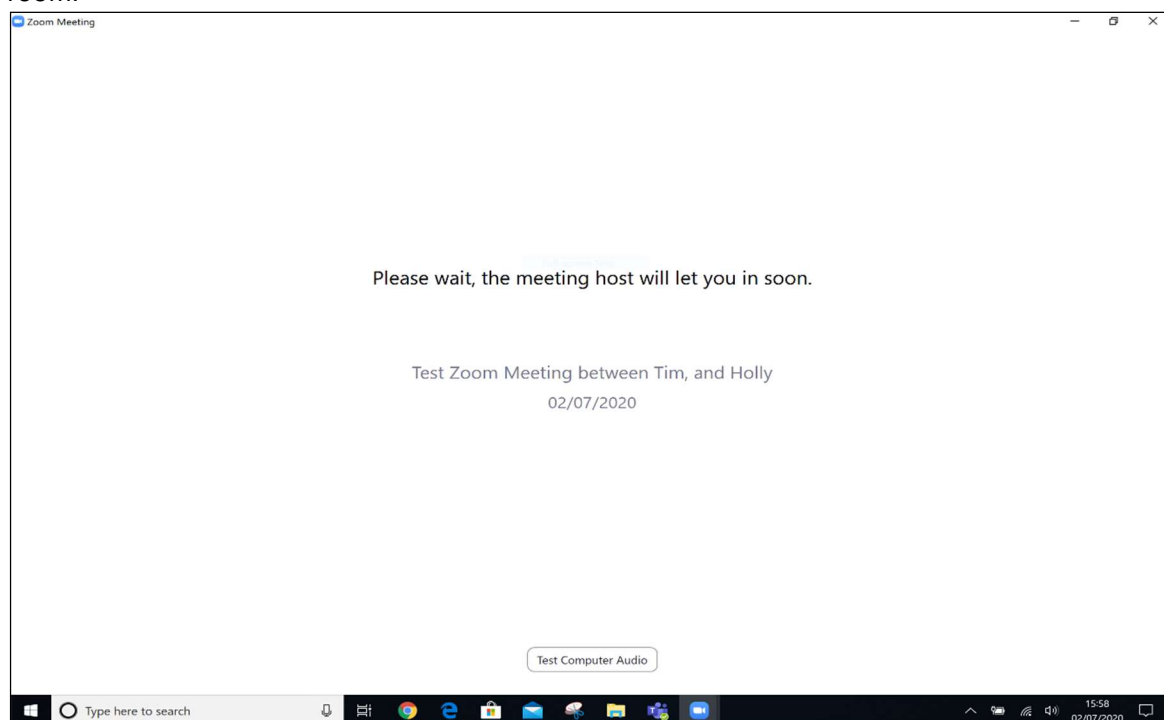 room.
Zoom Meeting
Please wait, the meeting host will let you in soon.
Test Zoom Meeting between Tim, and Holly
02/07/2020
Test Computer Audio
Type here to search
15:58
02/07/2020